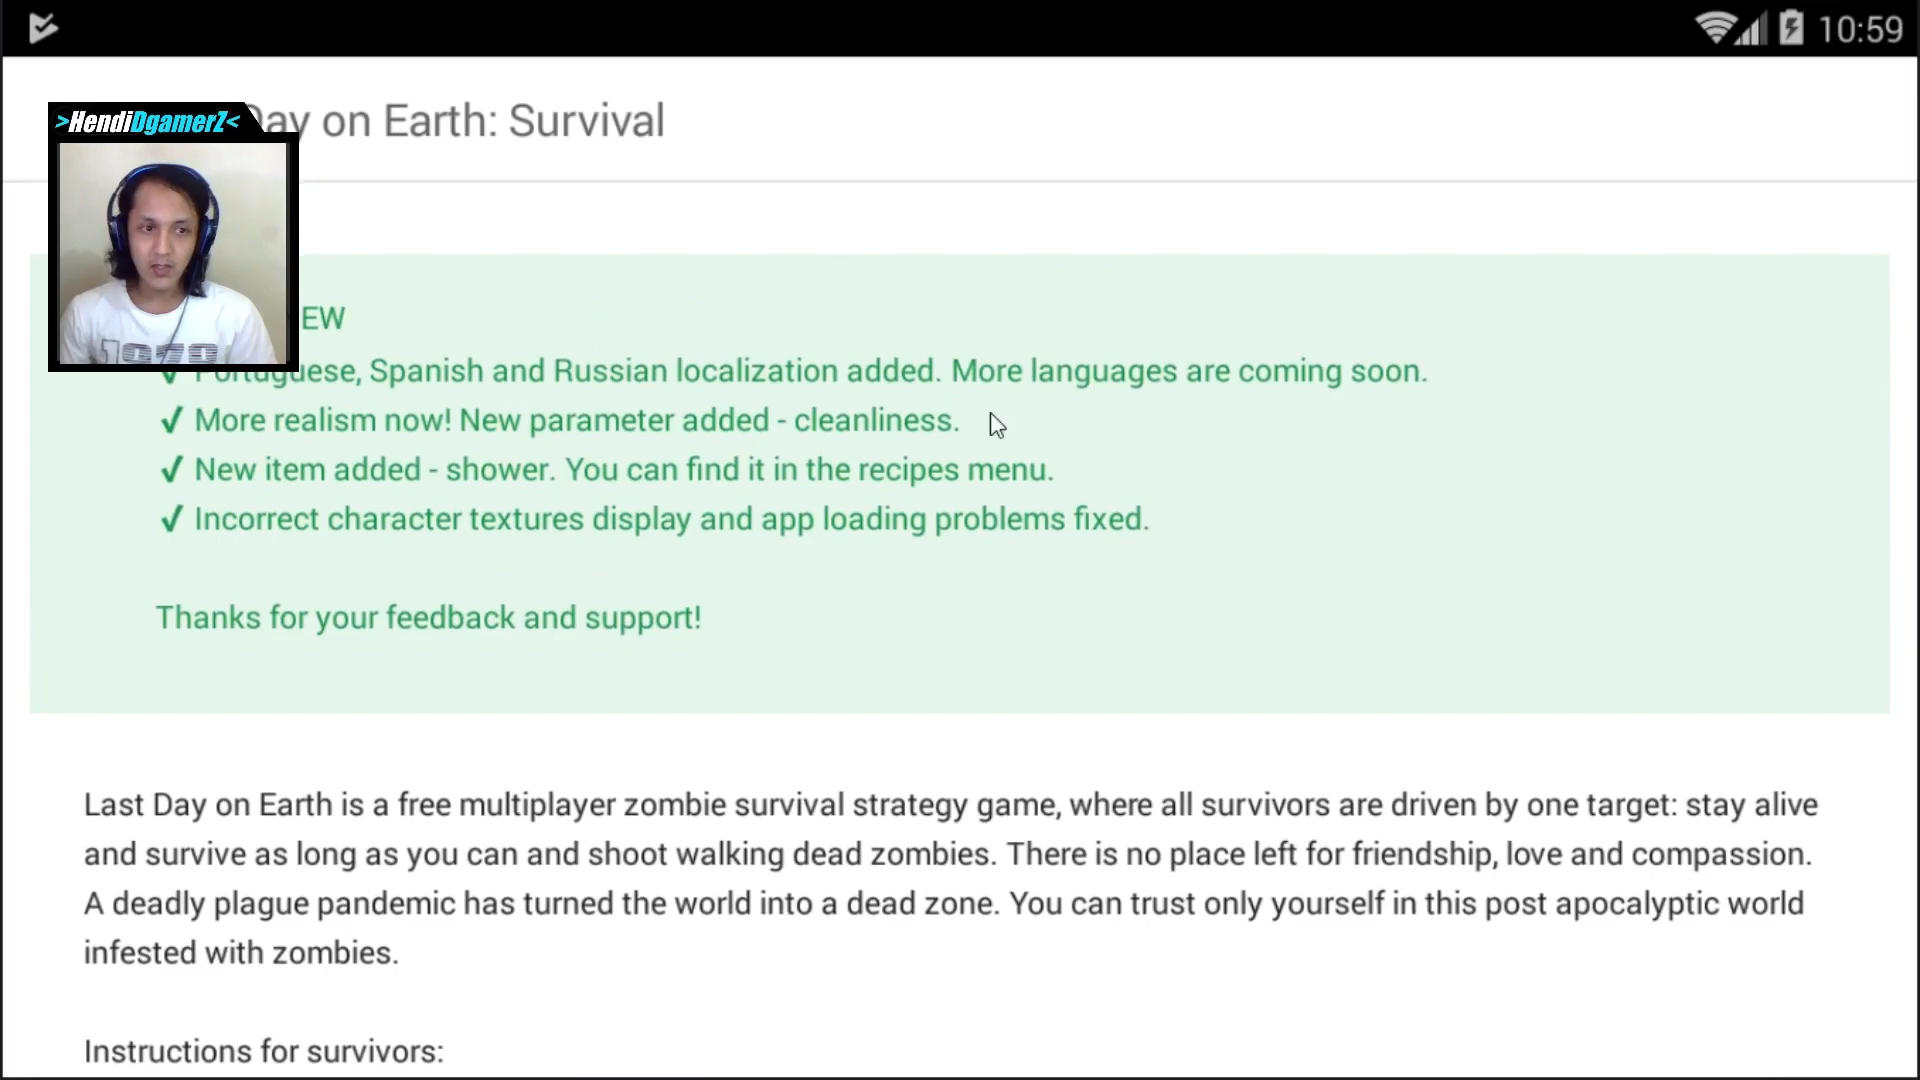 10:59
>HendiDgamerZ<
Day on Earth: Survival
EW
✓ Portuguese, Spanish and Russian localization added. More languages are coming soon.
✓ More realism now! New parameter added - cleanliness.
✓ New item added - shower. You can find it in the recipes menu.
✓ Incorrect character textures display and app loading problems fixed.
Thanks for your feedback and support!
Last Day on Earth is a free multiplayer zombie survival strategy game, where all survivors are driven by one target: stay alive
and survive as long as you can and shoot walking dead zombies. There is no place left for friendship, love and compassion.
A deadly plague pandemic has turned the world into a dead zone. You can trust only yourself in this post apocalyptic world
infested with zombies.
Instructions for survivors: